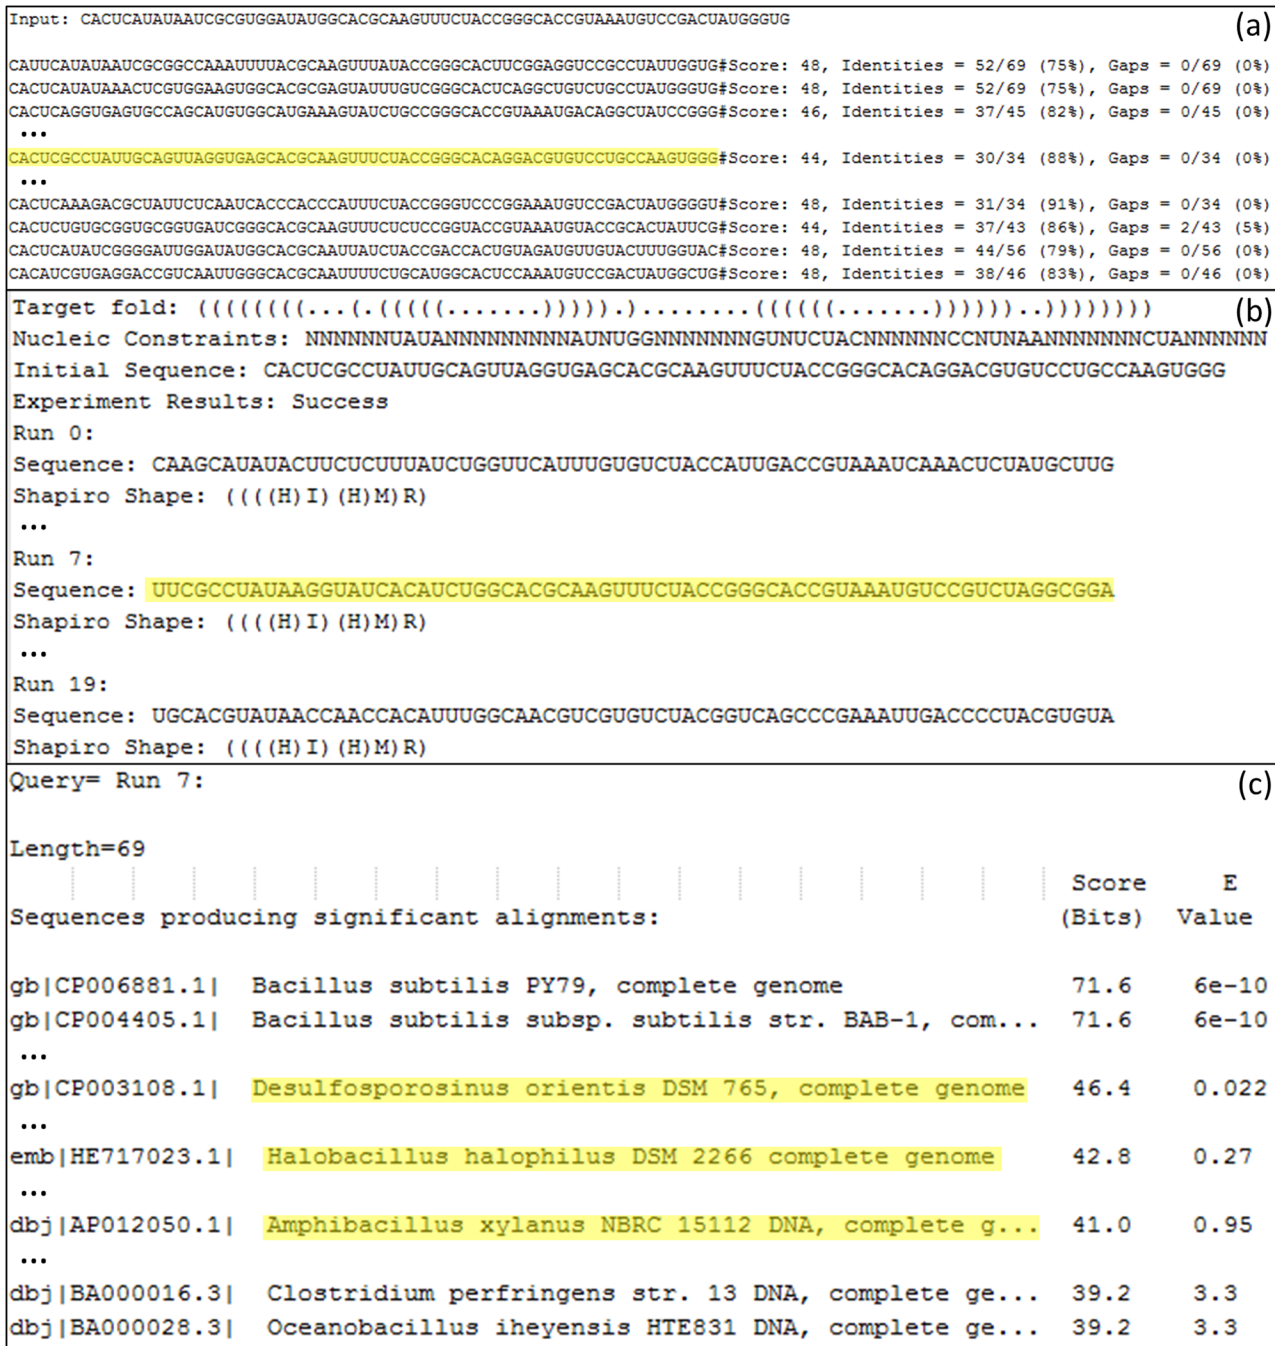 Input: CACUCAUAUAAUCGCGUGGAUAUGGCACGCAAGUUUCUACCGGGCACCGUAAAUGUCCGACUAUGGGUG
(a)
CAUUCAUAUAAUCGCGGCCAAAUUUUACGCAAGUUUAUACCGGGCACUUCGGAGGUCCGCCUAUUGGUG#Score: 48, Identities = 52/69 (75%), Gaps = 0/69 (0%)
CACUCAUAUAAACUCGUGGAAGUGGCACGCGAGUAUUUGUCGGGCACUCAGGCUGUCUGCCUAUGGGUG#Score: 48, Identities = 52/69 (75%), Gaps = 0/69 (0%)
CACUCAGGUGAGUGCCAGCAUGUGGCAUGAAAGUAUCUGCCGGGCACCGUAAAUGACAGGCUAUCCGGG#Score: 46, Identities = 37/45 (82%), Gaps = 0/45 (0%)
...
CACUCGCCUAUUGCAGUUAGGUGAGCACGCAAGUUUCUACCGGGCACAGGACGUGUCCUGCCAAGUGGG#Score: 44, Identities = 30/34 (88%), Gaps = 0/34 (0%)
...
CACUCAAAGACGCUAUUCUCAAUCACCCACCCAUUUCUACCGGGUCCCGGAAAUGUCCGACUAUGGGGU#Score: 48, Identities = 31/34 (91%), Gaps = 0/34 (0%)
CACUCUGUGCGGUGCGGUGAUCGGGCACGCAAGUUUCUCUCCGGUACCGUAAAUGUACCGCACUAUUCG#Score: 44, Identities = 37/43 (86%), Gaps = 2/43 (5%)
CACUCAUAUCGGGGAUUGGAUAUGGCACGCAAUUAUCUACCGACCACUGUAGAUGUUGUACUUUGGUAC#Score: 48, Identities = 44/56 (79%), Gaps = 0/56 (0%)
CACAUCGUGAGGACCGUCAAUUGGGCACGCAAUUUUCUGCAUGGCACUCCAAAUGUCCGACUAUGGCUG#Score: 48, Identities = 38/46 (83%), Gaps = 0/46 (0%)
Target fold: ((((((((...(.(((((.......))))).)........((((((.......))))))..))))))))
(b)
Nucleic Constraints: NNNNNNUAUANNNNNNNNNAUNUGGNNNNNNNGUNUCUACNNNNNNCCNUNAANNNNNNNCUANNNNNN
Initial Sequence: CACUCGCCUAUUGCAGUUAGGUGAGCACGCAAGUUUCUACCGGGCACAGGACGUGUCCUGCCAAGUGGG
Experiment Results: Success
Run 0:
Sequence: CAAGCAUAUACUUCUCUUUAUCUGGUUCAUUUGUGUCUACCAUUGACCGUAAAUCAAACUCUAUGCUUG
Shapiro Shape: ((((H)I)(H)M)R)
...
Run 7:
Sequence: UUCGCCUAUAAGGUAUCACAUCUGGCACGCAAGUUUCUACCGGGCACCGUAAAUGUCCGUCUAGGCGGA
Shapiro Shape: ((((H)I)(H)M)R)
...
Run 19:
Sequence: UGCACGUAUAACCAACCACAUUUGGCAACGUCGUGUCUACGGUCAGCCCGAAAUUGACCCCUACGUGUA
Shapiro Shape: ((((H)I)(H)M)R)
Query= Run 7:
(c)
Length=69
Score E
Sequences producing significant alignments: (Bits) Value
gb|CP006881.1| Bacillus subtilis PY79, complete genome 71.6 6e-10
gb|CP004405.1| Bacillus subtilis subsp. subtilis str. BAB-1, com... 71.6 6e-10
...
gb|CP003108.1| Desulfosporosinus orientis DSM 765, complete genome 46.4 0.022
...
emb|HE717023.1| Halobacillus halophilus DSM 2266 complete genome 42.8 0.27
...
dbj|AP012050.1| Amphibacillus xylanus NBRC 15112 DNA, complete g... 41.0 0.95
...
dbj|BA000016.3| Clostridium perfringens str. 13 DNA, complete ge... 39.2 3.3
dbj|BA000028.3| Oceanobacillus iheyensis HTE831 DNA, complete ge... 39.2 3.3